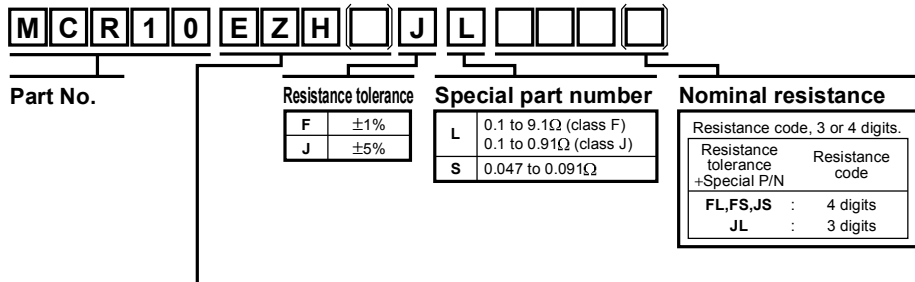 MCR10 EZH( ) J L ( )
Part No.
Resistance tolerance
F ±1%
J ±5%
Special part number
L 0.1 to 9.1Ω (class F)
0.1 to 0.91Ω (class J)
S 0.047 to 0.091Ω
Nominal resistance
Resistance code, 3 or 4 digits.
Resistance tolerance +Special P/N Resistance code
FL,FS,JS : 4 digits
JL : 3 digits